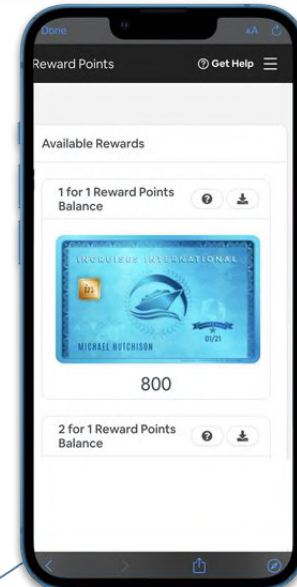 Done
AA
Reward Points
Get Help
Available Rewards
1 for 1 Reward Points
Balance
INCRUISES INTERNATIONAL
in
01/21
MICHAEL HUTCHISON
800
2 for 1 Reward Points
Balance